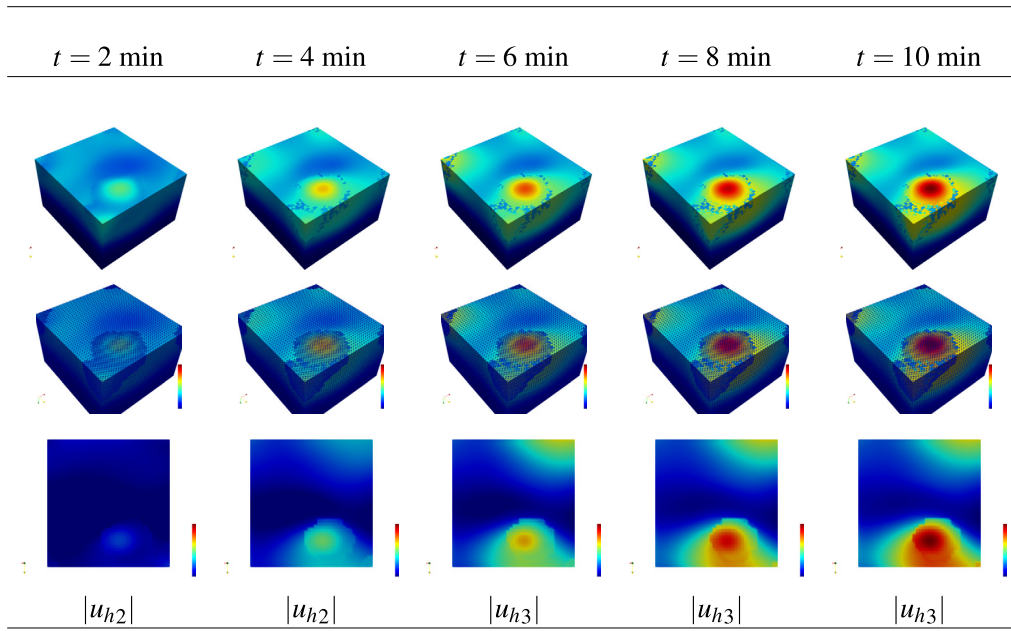 t = 2 min t = 4 min t = 6 min t = 8 min t = 10 min
|u_{h2}| |u_{h2}| |u_{h3}| |u_{h3}| |u_{h3}|